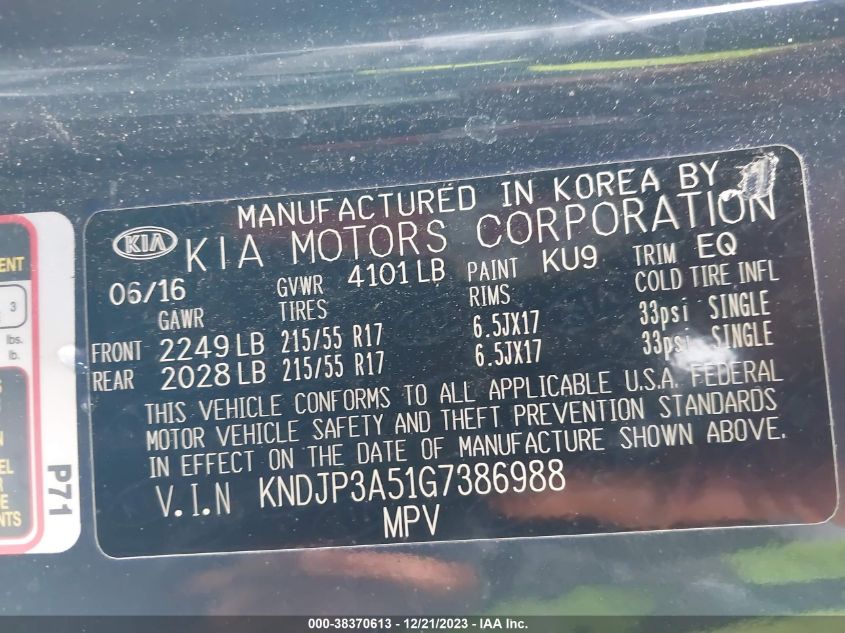 MANUFACTURED IN KOREA BY
KIA KIA MOTORS CORPORATION
06/16 GVWR 4101 LB PAINT KU9 TRIM EQ
GAWR TIRES RIMS COLD TIRE INFL
FRONT 2249 LB 215/55 R17 6.5JX17 33psi SINGLE
REAR 2028 LB 215/55 R17 6.5JX17 33psi SINGLE
THIS VEHICLE CONFORMS TO ALL APPLICABLE U.S.A. FEDERAL
MOTOR VEHICLE SAFETY AND THEFT PREVENTION STANDARDS
IN EFFECT ON THE DATE OF MANUFACTURE SHOWN ABOVE.
V.I.N KNDJP3A51G7386988
MPV
3
lbs.
lb.
P71
000-38370613 - 12/21/2023 - IAA Inc.